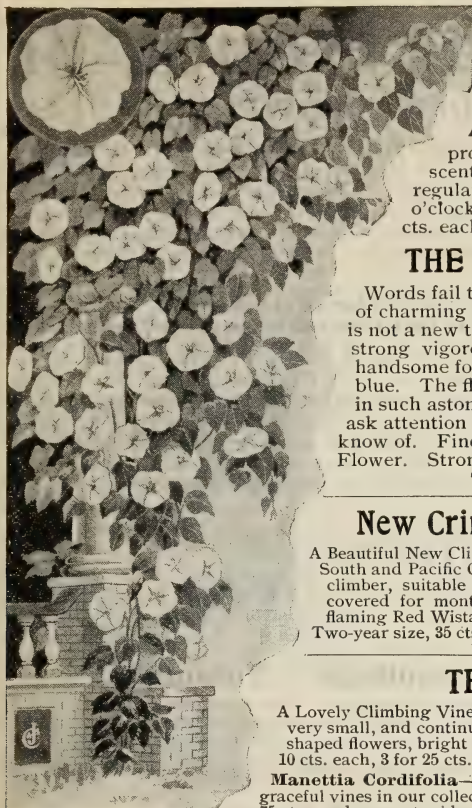 pro
scent
regula
o'clock
cts. each
THE
Words fail t
of charming
is not a new t
strong vigoro
handsome fo
blue. The fl
in such aston
ask attention
know of. Fine
Flower. Stron
New Cri
A Beautiful New Cli
South and Pacific C
climber, suitable
covered for mont
flaming Red Wista
Two-year size, 35 ct
TH
A Lovely Climbing Vine
very small, and continu
shaped flowers, bright
10 cts. each, 3 for 25 cts.
Manettia Cordifolia—
graceful vines in our collec